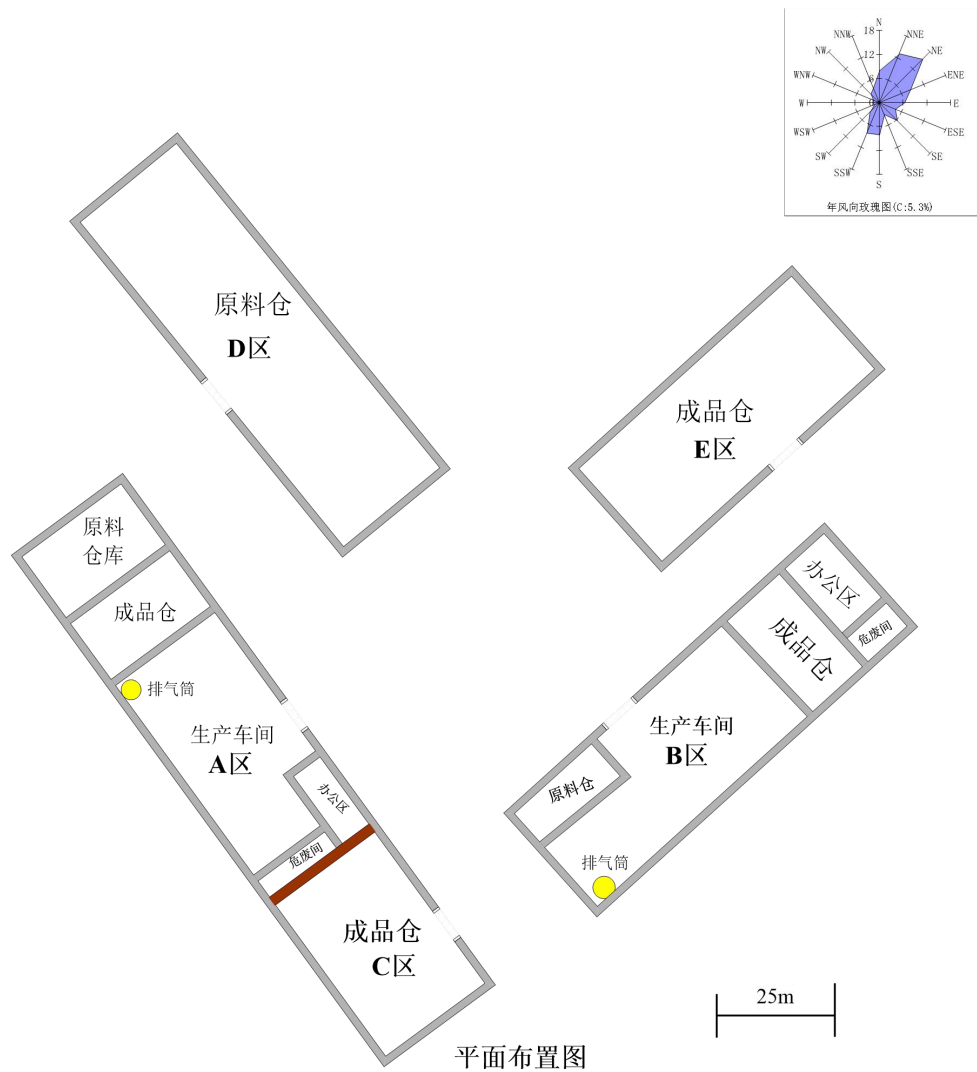 N
NNW
18
NNE
NW
12
NE
WNW
6
ENE
W
E
WSW
ESE
SW
SE
SSW
SSE
S
年风向玫瑰图(C:5.3%)
原料仓
D区
成品仓
E区
原料
仓库
成品仓
排气筒
生产车间
A区
办公区
危废间
成品仓
C区
办公区
危废间
成品仓
生产车间
B区
原料仓
排气筒
25m
平面布置图